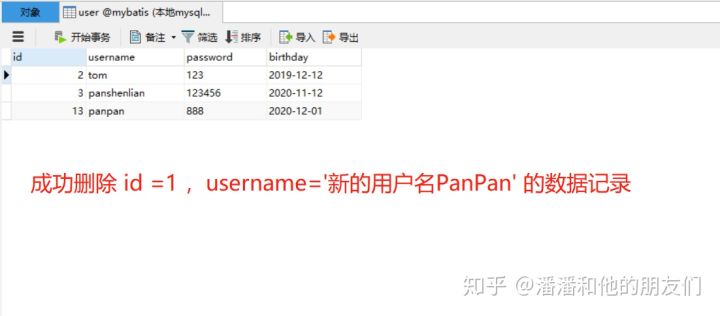 对象 user @mybatis (本地mysql...
开始事务 备注 筛选 排序 导入 导出
id username password birthday
2 tom 123 2019-12-12
3 panshenlian 123456 2020-11-12
13 panpan 888 2020-12-01
成功删除 id =1 ，username='新的用户名PanPan' 的数据记录
知乎 @潘潘和他的朋友们